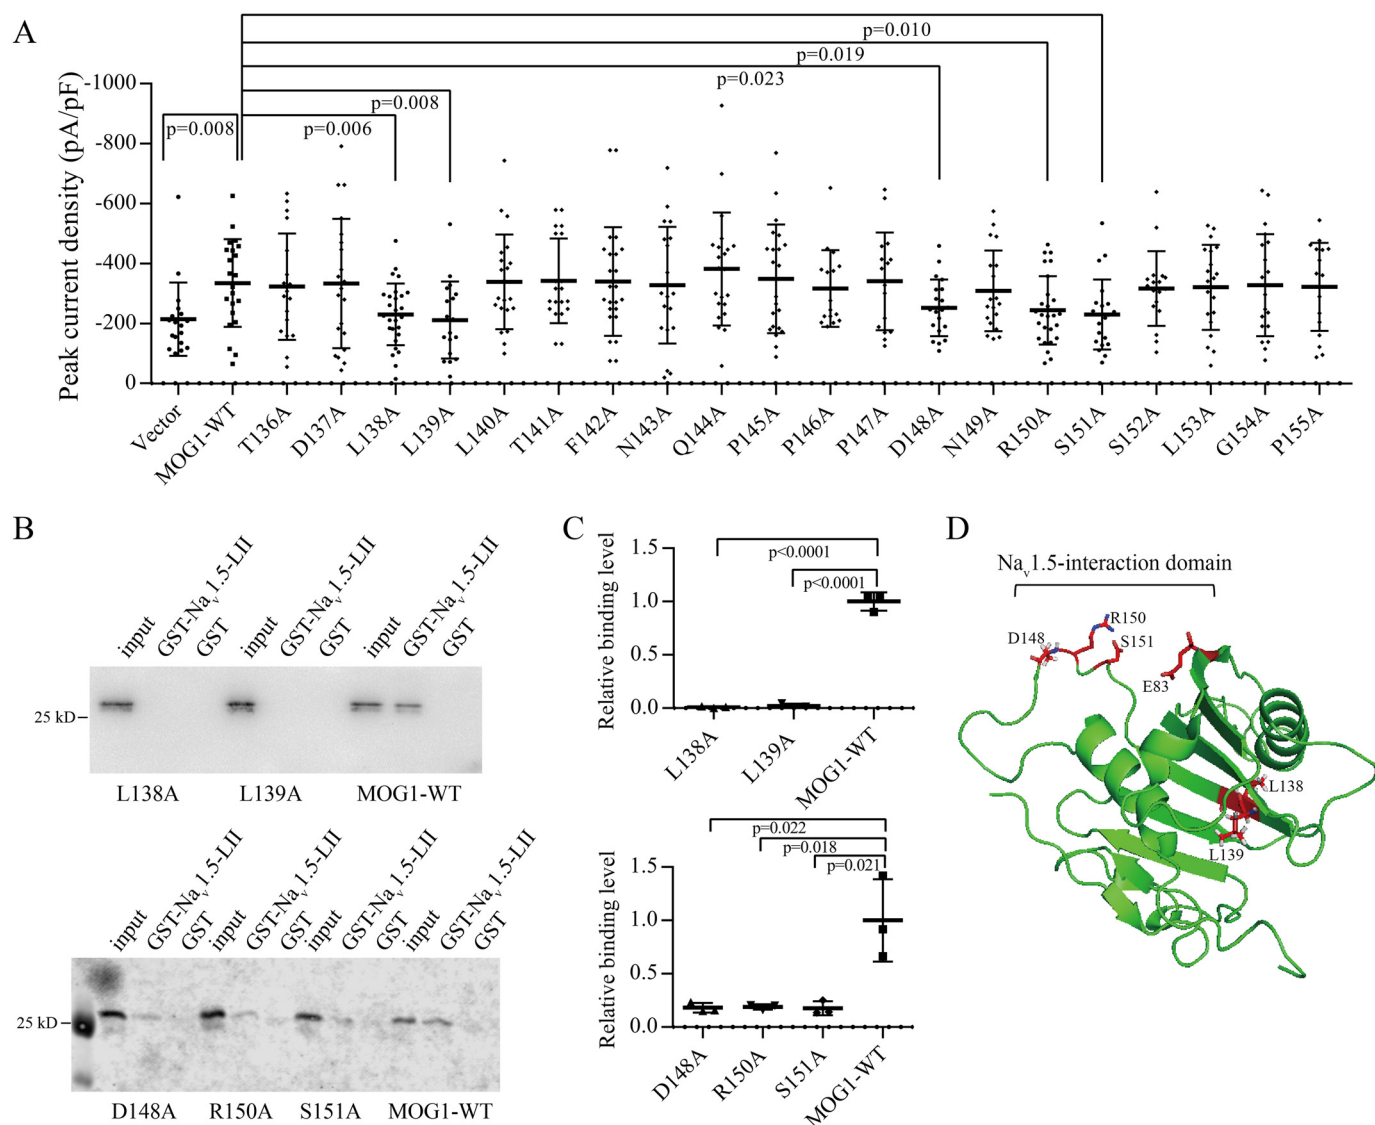 A
p=0.010
p=0.019
p=0.023
p=0.008
p=0.008
p=0.006
Peak current density (pA/pF)
-1000
-800
-600
-400
-200
0
Vector
MOG1-WT
T136A
D137A
L138A
L139A
L140A
T141A
F142A
N143A
Q144A
P145A
P146A
P147A
D148A
N149A
R150A
S151A
S152A
L153A
G154A
P155A
B
input
GST-Nav1.5-LII
GST
input
GST-Nav1.5-LII
GST
input
GST-Nav1.5-LII
GST
25 kD
L138A
L139A
MOG1-WT
input
GST-Nav1.5-LII
GST
input
GST-Nav1.5-LII
GST
input
GST-Nav1.5-LII
GST
input
GST-Nav1.5-LII
GST
25 kD
D148A
R150A
S151A
MOG1-WT
C
Relative binding level
1.5
1.0
0.5
0.0
p<0.0001
p<0.0001
L138A
L139A
MOG1-WT
Relative binding level
1.5
1.0
0.5
0.0
p=0.022
p=0.018
p=0.021
D148A
R150A
S151A
MOG1-WT
D
Nav1.5-interaction domain
R150
D148
S151
E83
L138
L139